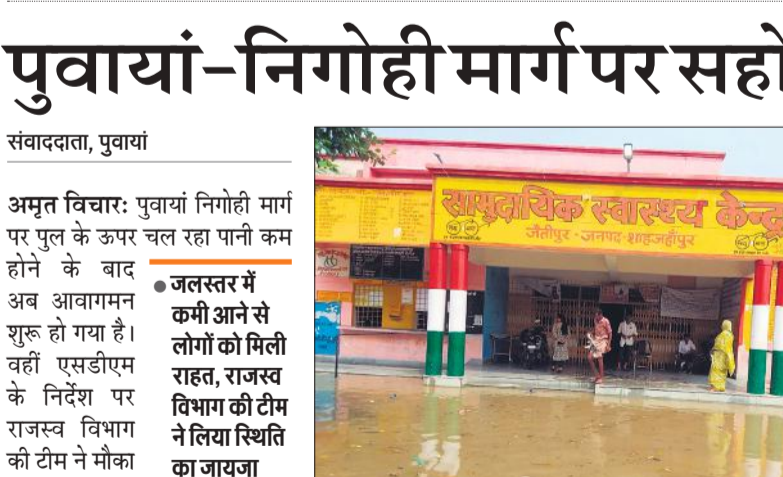 पुवायां-निगोही मार्ग पर सहो
संवाददाता, पुवायां
अमृत विचार: पुवायां निगोही मार्ग
पर पुल के ऊपर चल रहा पानी कम
होने के बाद
अब आवागमन
शुरू हो गया है।
वहीं एसडीएम
के निर्देश पर
राजस्व विभाग
की टीम ने मौका
● जलस्तर में
कमी आने से
लोगों को मिली
राहत, राजस्व
विभाग की टीम
ने लिया स्थिति
का जायजा
सामुदायिक स्वास्थ्य केन्द्र
जैतीपुर - जनपद-शाहजहाँपुर